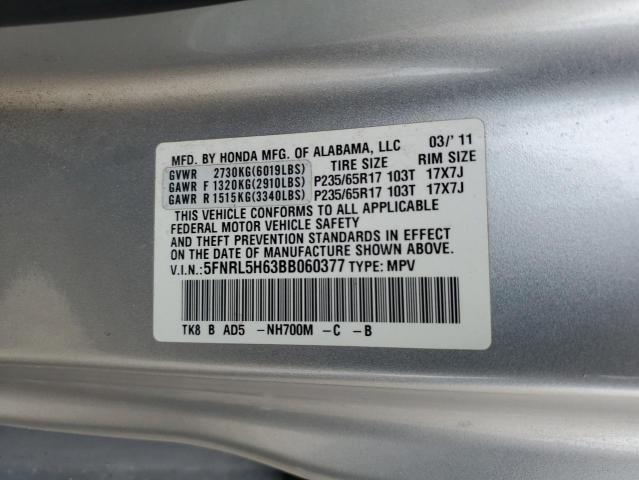 MFD. BY HONDA MFG. OF ALABAMA, LLC 03/'11
TIRE SIZE RIM SIZE
GVWR 2730KG(6019LBS)
GAWR F 1320KG(2910LBS) P235/65R17 103T 17X7J
GAWR R 1515KG(3340LBS) P235/65R17 103T 17X7J
THIS VEHICLE CONFORMS TO ALL APPLICABLE
FEDERAL MOTOR VEHICLE SAFETY
AND THEFT PREVENTION STANDARDS IN EFFECT
ON THE DATE OF MANUFACTURE SHOWN ABOVE.
V.I.N.:5FNRL5H63BB060377 TYPE: MPV
TK8 B AD5 -NH700M -C -B